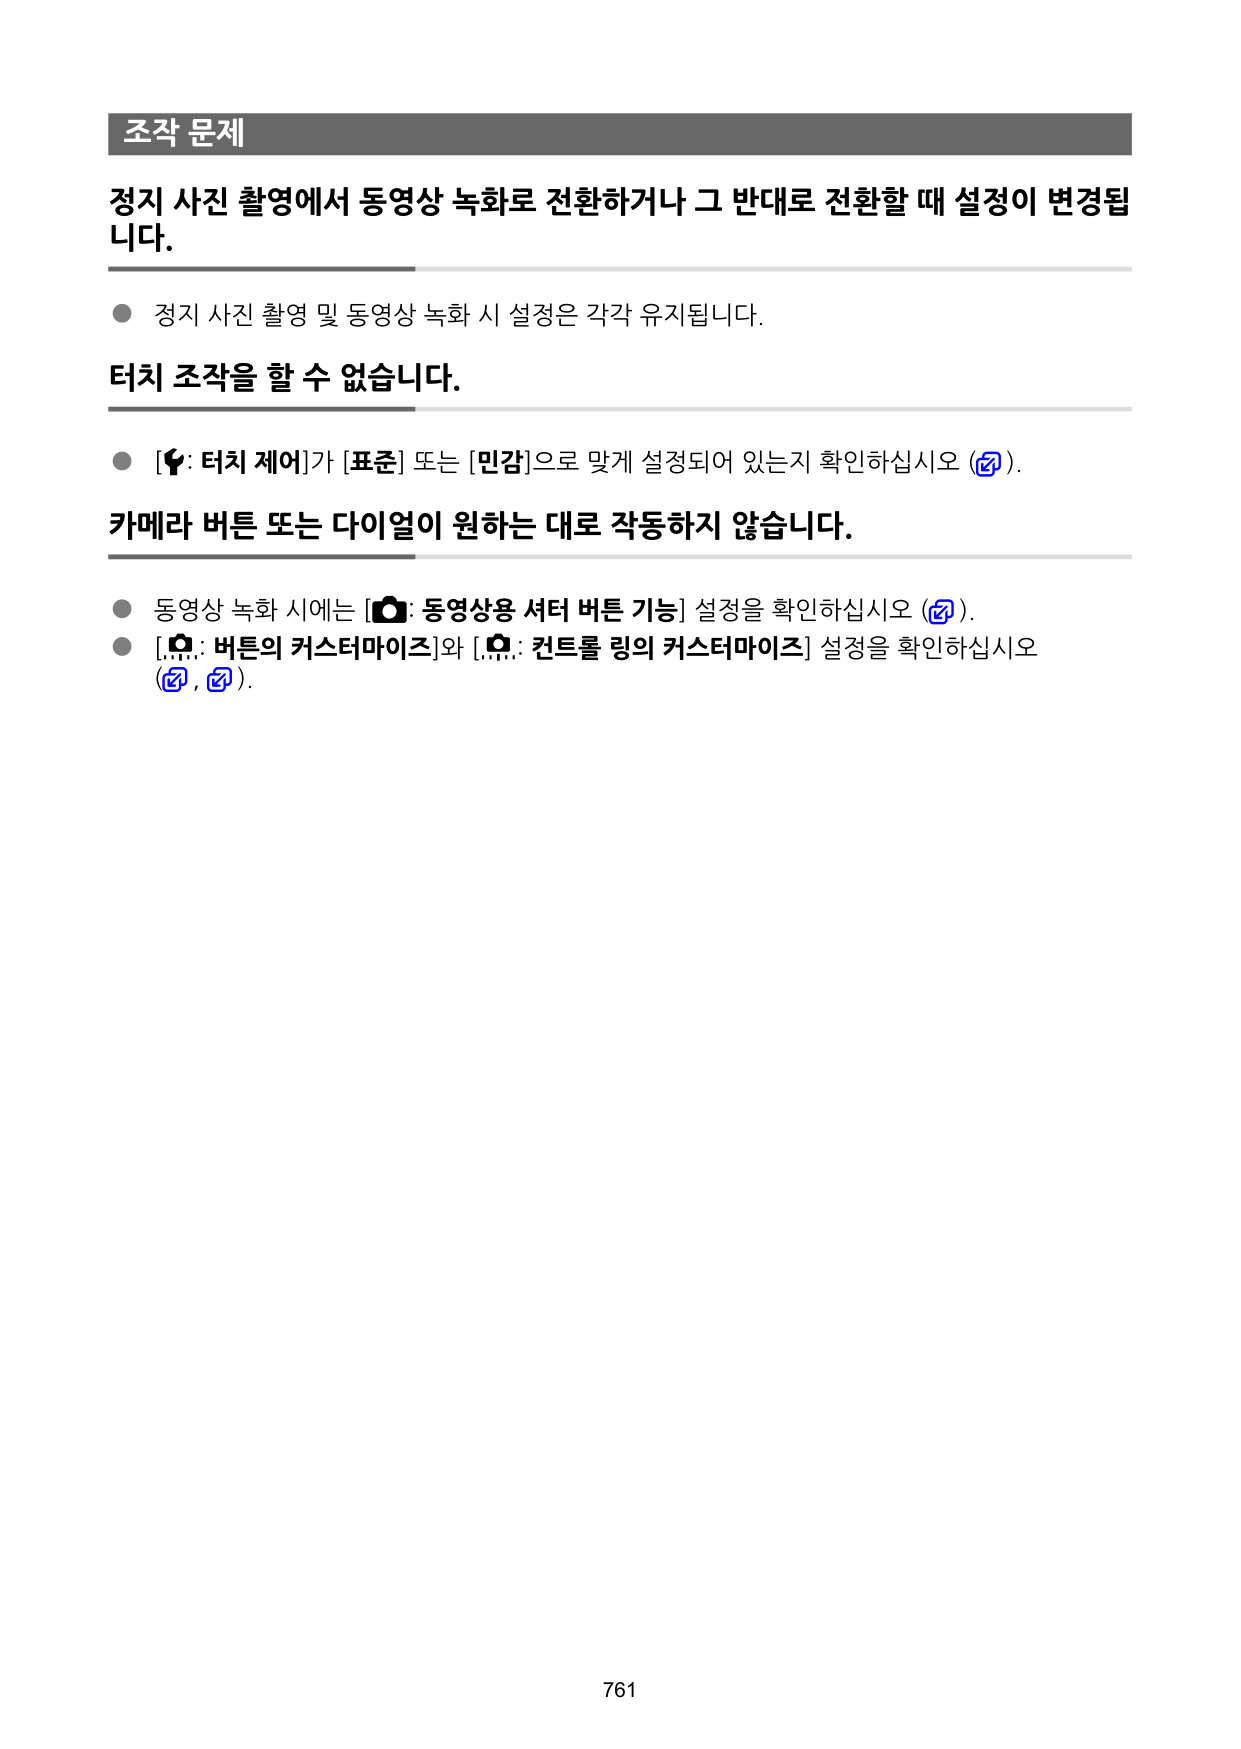 조작 문제
정지 사진 촬영에서 동영상 녹화로 전환하거나 그 반대로 전환할 때 설정이 변경됩
니다.
● 정지 사진 촬영 및 동영상 녹화 시 설정은 각각 유지됩니다.
터치 조작을 할 수 없습니다.
● [: 터치 제어]가 [표준] 또는 [민감]으로 맞게 설정되어 있는지 확인하십시오 ( ).
카메라 버튼 또는 다이얼이 원하는 대로 작동하지 않습니다.
● 동영상 녹화 시에는 [: 동영상용 셔터 버튼 기능] 설정을 확인하십시오 ( ).
● [: 버튼의 커스터마이즈]와 [: 컨트롤 링의 커스터마이즈] 설정을 확인하십시오
( , ).
761